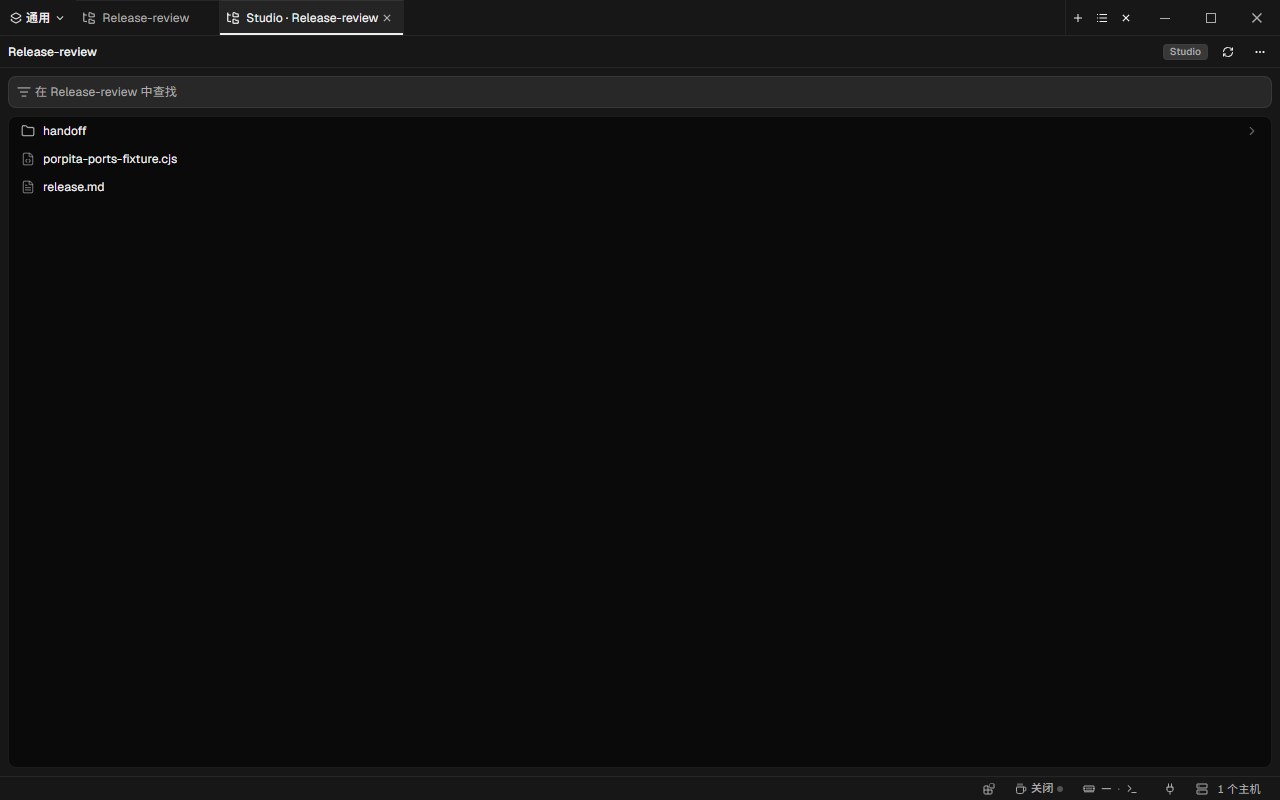 通用
Release-review
Studio · Release-review
Release-review
Studio
在 Release-review 中查找
handoff
porpita-ports-fixture.cjs
release.md
关闭
1 个主机